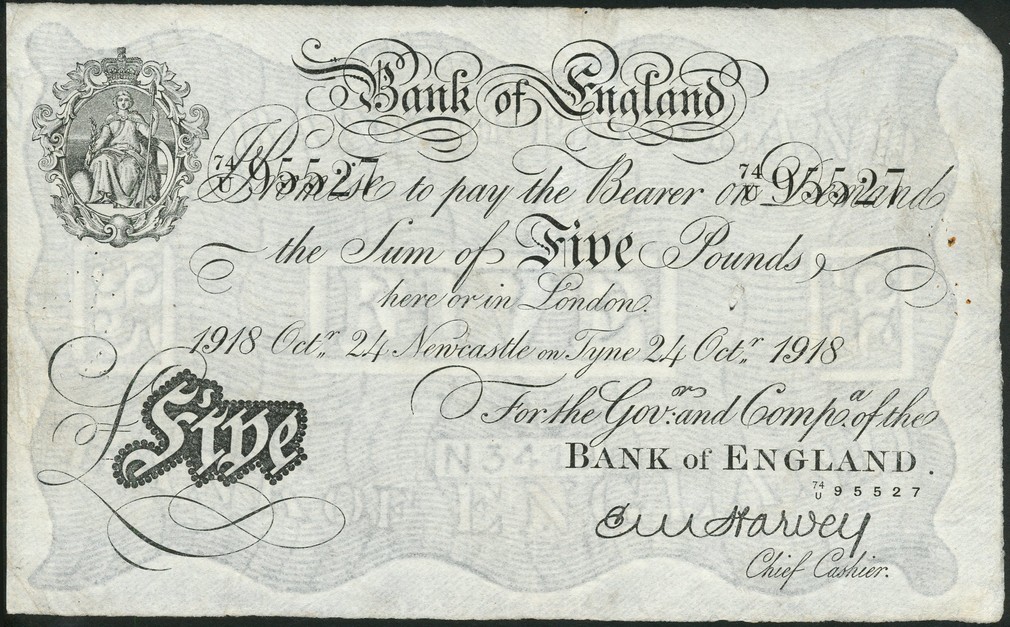 Bank of England
74/U 95527 74/U 95527
I Promise to pay the Bearer on Demand
the Sum of Five Pounds
here or in London.
1918 Octr. 24 Newcastle on Tyne 24 Octr. 1918
For the Govr. and Compa. of the
BANK of ENGLAND.
74/U 95527
£Five
E M Harvey
Chief Cashier.